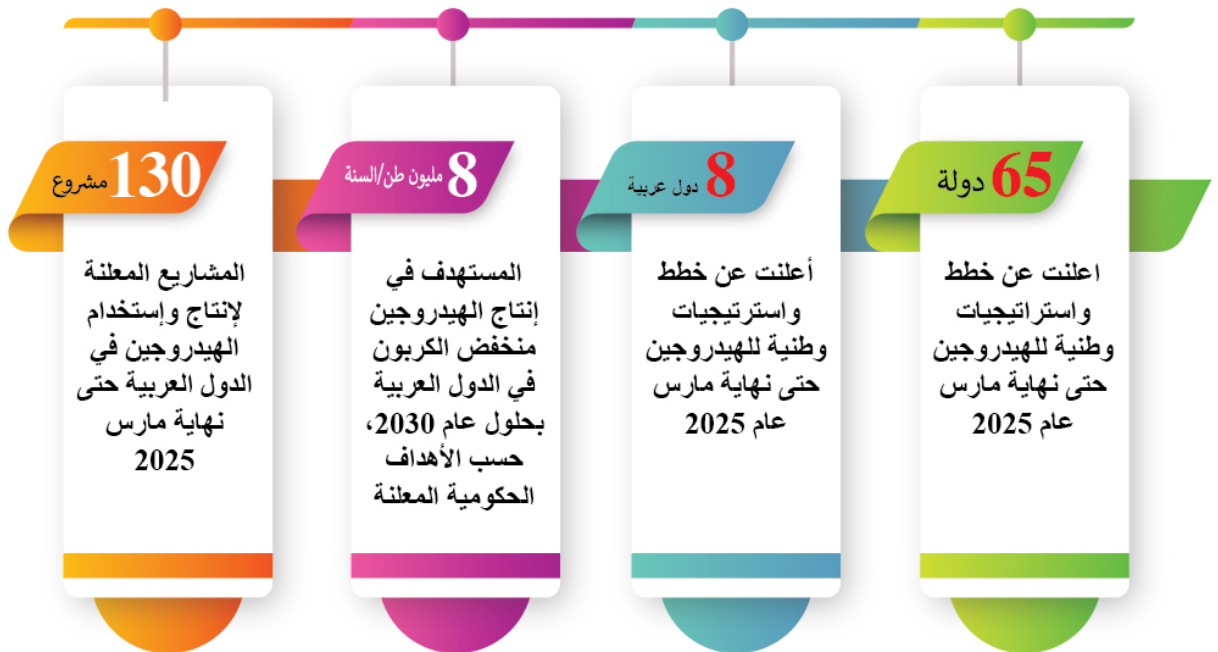 65 دولة
اعلنت عن خطط
واستراتيجيات
وطنية للهيدروجين
حتى نهاية مارس
عام 2025
8 دول عربية
أعلنت عن خطط
واسترتيجيات
وطنية للهيدروجين
حتى نهاية مارس
عام 2025
8 مليون طن/السنة
المستهدف في
إنتاج الهيدروجين
منخفض الكربون
في الدول العربية
بحلول عام 2030،
حسب الأهداف
الحكومية المعلنة
130 مشروع
المشاريع المعلنة
لإنتاج وإستخدام
الهيدروجين في
الدول العربية حتى
نهاية مارس
2025